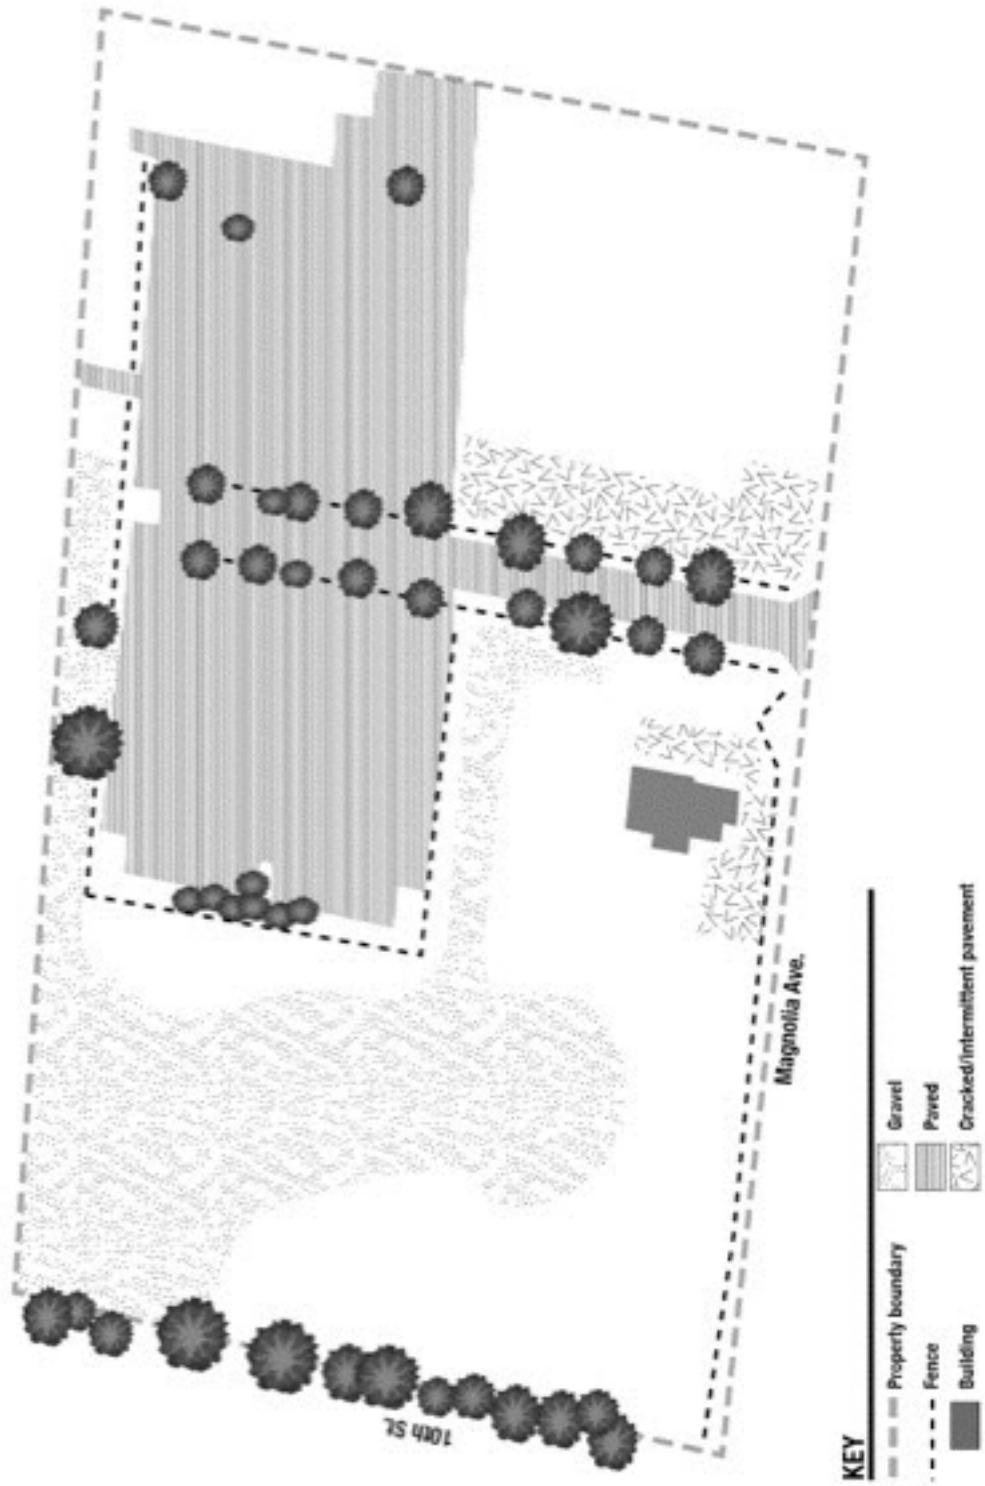 10th St.
Magnolia Ave.
KEY
Property boundary
Fence
Building
Gravel
Paved
Cracked/intermittent pavement